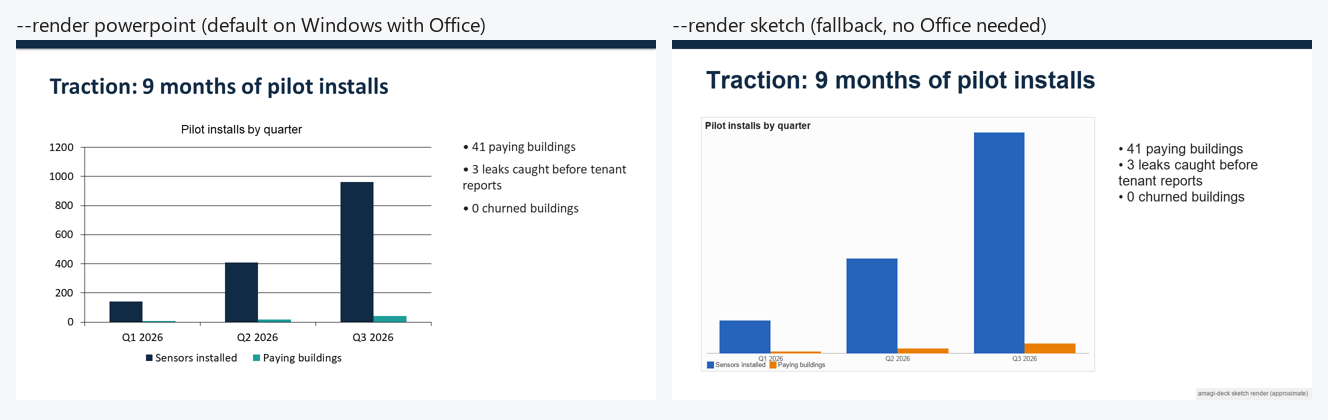 --render powerpoint (default on Windows with Office)
Traction: 9 months of pilot installs
Pilot installs by quarter
1200
1000
800
600
400
200
0
Q1 2026
Q2 2026
Q3 2026
Sensors installed
Paying buildings
• 41 paying buildings
• 3 leaks caught before tenant
reports
• 0 churned buildings
--render sketch (fallback, no Office needed)
Traction: 9 months of pilot installs
Pilot installs by quarter
Q1 2026
Q2 2026
Q3 2026
Sensors installed
Paying buildings
• 41 paying buildings
• 3 leaks caught before
tenant reports
• 0 churned buildings
amagi-deck sketch render (approximate)